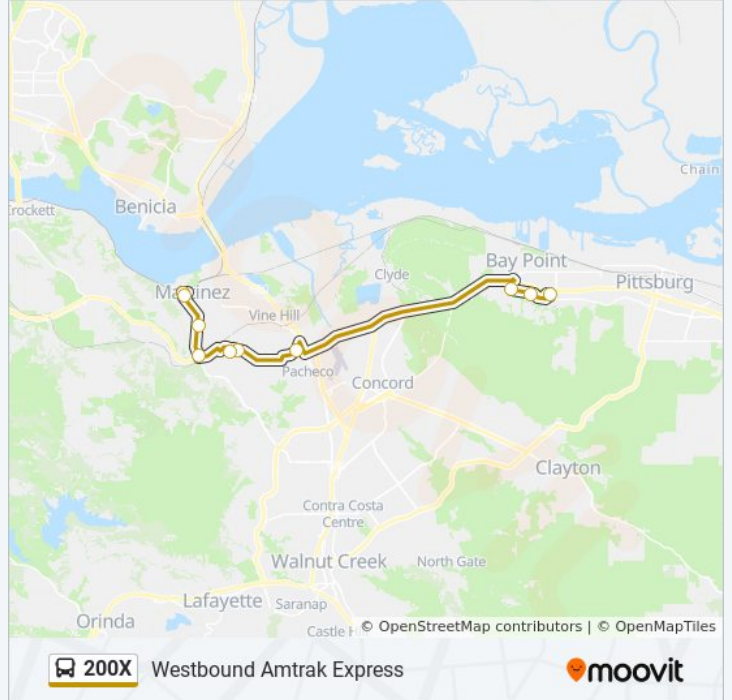 Chain
Crockett
Benicia
Bay Point
Clyde
Pittsburg
Martinez
Vine Hill
Pacheco
Concord
Clayton
Contra Costa
Centre
Walnut Creek
North Gate
Lafayette
Saranap
Orinda
Castle H
© OpenStreetMap contributors | © OpenMapTiles
200X Westbound Amtrak Express
moovit